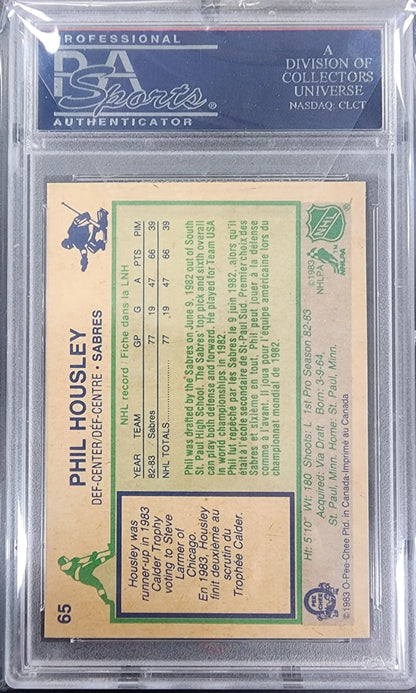 PROFESSIONAL
PSA
Sports®
AUTHENTICATOR
A
DIVISION OF
COLLECTORS
UNIVERSE
NASDAQ: CLCT
65
PHIL HOUSLEY
DEF-CENTER/DÉF-CENTRE • SABRES
Housley was
runner-up in 1983
Calder Trophy
voting to Steve
Larmer of
Chicago.
En 1983, Housley
finit deuxième au
scrutin du
Trophée Calder.
NHL record - Fiche dans la LNH
YEAR TEAM GP G A PTS PIM
82-83 Sabres 77 19 47 66 39
NHL TOTALS 77 19 47 66 39
Phil was drafted by the Sabres on June 9, 1982 out of South
St. Paul High School. The Sabres' top pick and sixth overall
can play both defense and forward. He played for Team USA
in world championships in 1982.
Phil fut repêché par les Sabres le 9 juin 1982, alors qu'il
était à l'école secondaire de St-Paul Sud. Premier choix des
Sabres et sixième en tout, Phil peut jouer à la défense
comme à l'avant. Il joua pour l'équipe américaine lors du
championnat mondial de 1982.
Ht: 5'10" Wt: 180 Shoots: L 1st Pro Season 82-83
Acquired: Via Draft Born: 3-9-64,
St. Paul, Minn. Home: St. Paul, Minn.
©1983 O-Pee-Chee Ptd. in Canada-Imprimé au Canada
O
PEE
CHEE
©1983
NHLPA
NHLPA
NHL
®